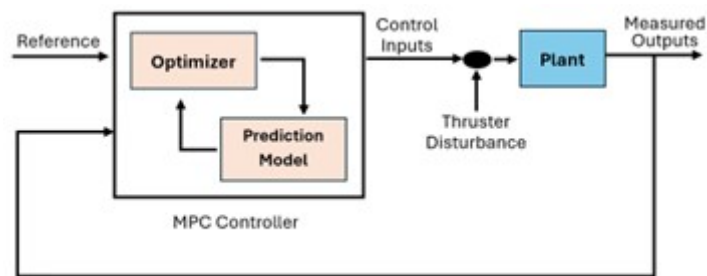 Reference
Optimizer
Prediction
Model
MPC Controller
Control
Inputs
Thruster
Disturbance
Plant
Measured
Outputs